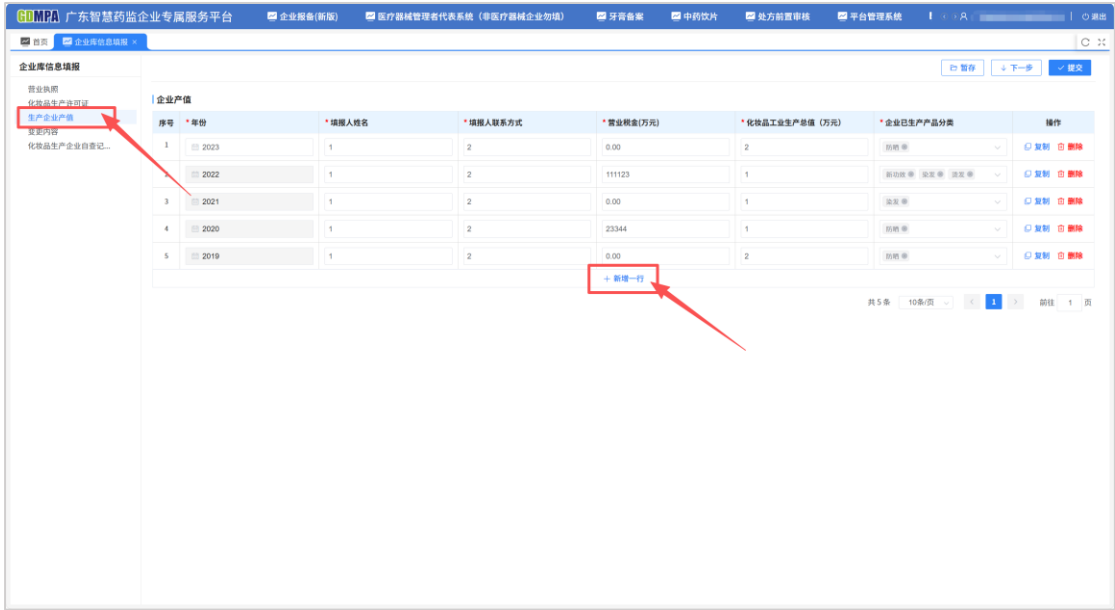 GDMPA 广东智慧药监企业专属服务平台 企业报备(新版) 医疗器械管理者代表系统（非医疗器械企业勿填） 牙膏备案 中药饮片 处方前置审核 平台管理系统 退出
首页 企业库信息填报 ×
企业库信息填报 暂存 下一步 提交
营业执照
化妆品生产许可证
生产企业产值
变更内容
化妆品生产企业自查记...
企业产值
序号 *年份 *填报人姓名 *填报人联系方式 *营业税金(万元) *化妆品工业生产总值（万元） *企业已生产产品分类 操作
1 2023 1 2 0.00 2 防晒 复制 删除
2 2022 1 2 111123 1 新功效 染发 烫发 复制 删除
3 2021 1 2 0.00 1 染发 复制 删除
4 2020 1 2 23344 1 防晒 复制 删除
5 2019 1 2 0.00 2 防晒 复制 删除
+ 新增一行
共 5 条 10条/页 1 前往 1 页